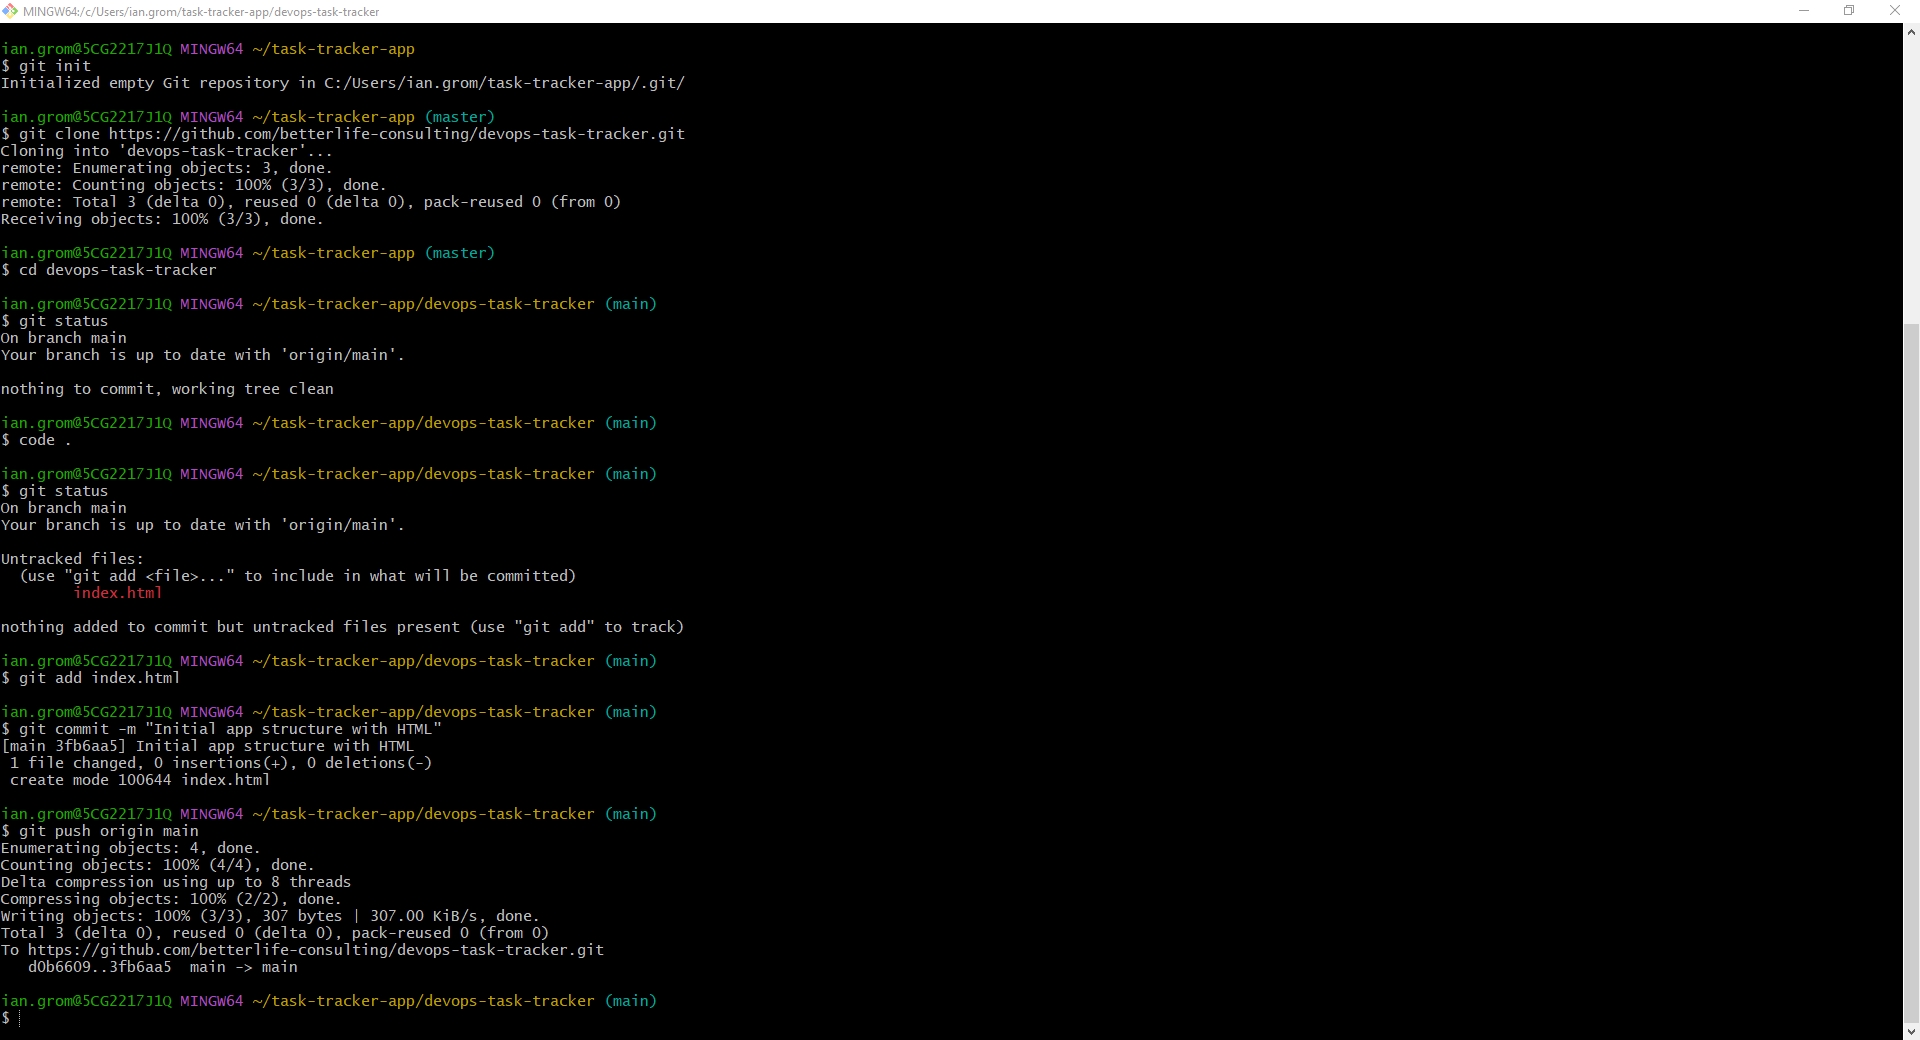 MINGW64:/c/Users/ian.grom/task-tracker-app/devops-task-tracker
ian.grom@5CG2217J1Q MINGW64 ~/task-tracker-app
$ git init
Initialized empty Git repository in C:/Users/ian.grom/task-tracker-app/.git/
ian.grom@5CG2217J1Q MINGW64 ~/task-tracker-app (master)
$ git clone https://github.com/betterlife-consulting/devops-task-tracker.git
Cloning into 'devops-task-tracker'...
remote: Enumerating objects: 3, done.
remote: Counting objects: 100% (3/3), done.
remote: Total 3 (delta 0), reused 0 (delta 0), pack-reused 0 (from 0)
Receiving objects: 100% (3/3), done.
ian.grom@5CG2217J1Q MINGW64 ~/task-tracker-app (master)
$ cd devops-task-tracker
ian.grom@5CG2217J1Q MINGW64 ~/task-tracker-app/devops-task-tracker (main)
$ git status
On branch main
Your branch is up to date with 'origin/main'.
nothing to commit, working tree clean
ian.grom@5CG2217J1Q MINGW64 ~/task-tracker-app/devops-task-tracker (main)
$ code .
ian.grom@5CG2217J1Q MINGW64 ~/task-tracker-app/devops-task-tracker (main)
$ git status
On branch main
Your branch is up to date with 'origin/main'.
Untracked files:
  (use "git add <file>..." to include in what will be committed)
        index.html
nothing added to commit but untracked files present (use "git add" to track)
ian.grom@5CG2217J1Q MINGW64 ~/task-tracker-app/devops-task-tracker (main)
$ git add index.html
ian.grom@5CG2217J1Q MINGW64 ~/task-tracker-app/devops-task-tracker (main)
$ git commit -m "Initial app structure with HTML"
[main 3fb6aa5] Initial app structure with HTML
 1 file changed, 0 insertions(+), 0 deletions(-)
 create mode 100644 index.html
ian.grom@5CG2217J1Q MINGW64 ~/task-tracker-app/devops-task-tracker (main)
$ git push origin main
Enumerating objects: 4, done.
Counting objects: 100% (4/4), done.
Delta compression using up to 8 threads
Compressing objects: 100% (2/2), done.
Writing objects: 100% (3/3), 307 bytes | 307.00 KiB/s, done.
Total 3 (delta 0), reused 0 (delta 0), pack-reused 0 (from 0)
To https://github.com/betterlife-consulting/devops-task-tracker.git
   d0b6609..3fb6aa5  main -> main
ian.grom@5CG2217J1Q MINGW64 ~/task-tracker-app/devops-task-tracker (main)
$